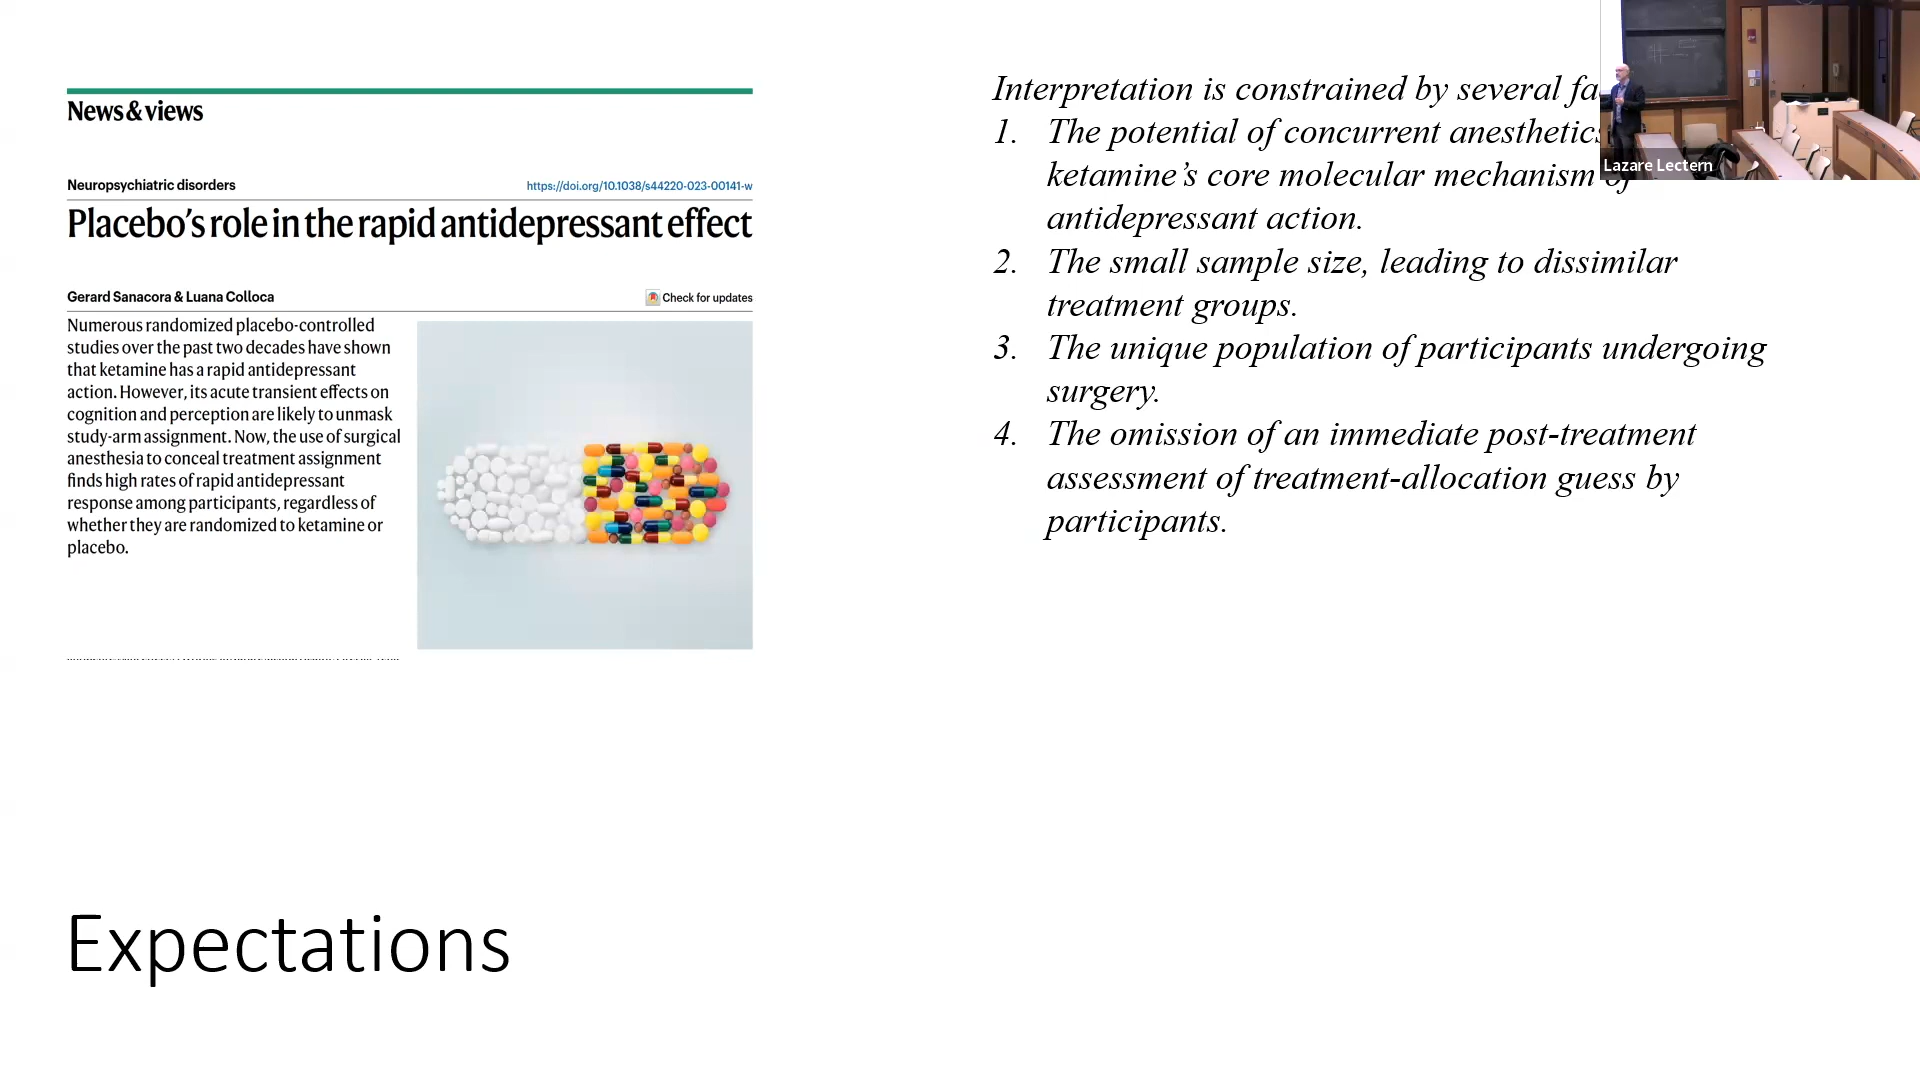 News & views
Neuropsychiatric disorders
https://doi.org/10.1038/s44220-023-00141-w
Placebo's role in the rapid antidepressant effect
Gerard Sanacora & Luana Colloca
Check for updates
Numerous randomized placebo-controlled
studies over the past two decades have shown
that ketamine has a rapid antidepressant
action. However, its acute transient effects on
cognition and perception are likely to unmask
study-arm assignment. Now, the use of surgical
anesthesia to conceal treatment assignment
finds high rates of rapid antidepressant
response among participants, regardless of
whether they are randomized to ketamine or
placebo.
Expectations
Interpretation is constrained by several
1. The potential of concurrent anesthetics
ketamine's core molecular mechanism of
antidepressant action.
2. The small sample size, leading to dissimilar
treatment groups.
3. The unique population of participants undergoing
surgery.
4. The omission of an immediate post-treatment
assessment of treatment-allocation guess by
participants.
Lazare Lectern